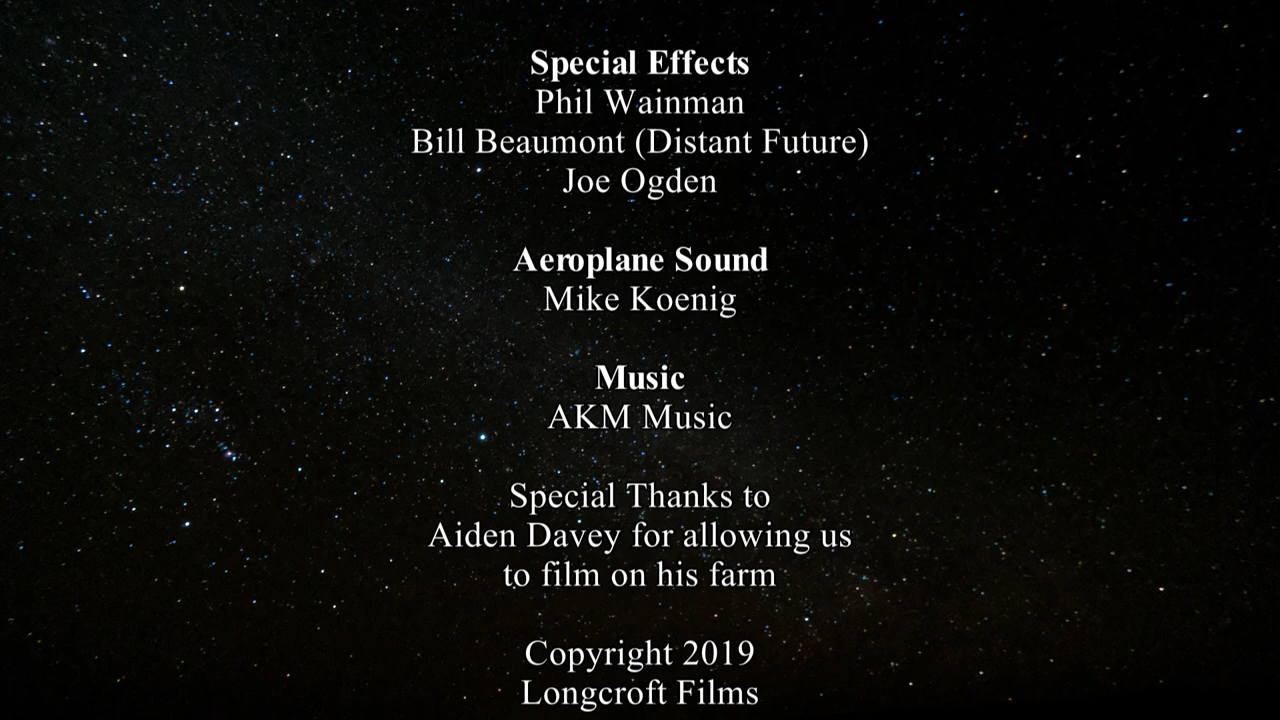 Special Effects
Phil Wainman
Bill Beaumont (Distant Future)
Joe Ogden
Aeroplane Sound
Mike Koenig
Music
AKM Music
Special Thanks to
Aiden Davey for allowing us
to film on his farm
Copyright 2019
Longcroft Films